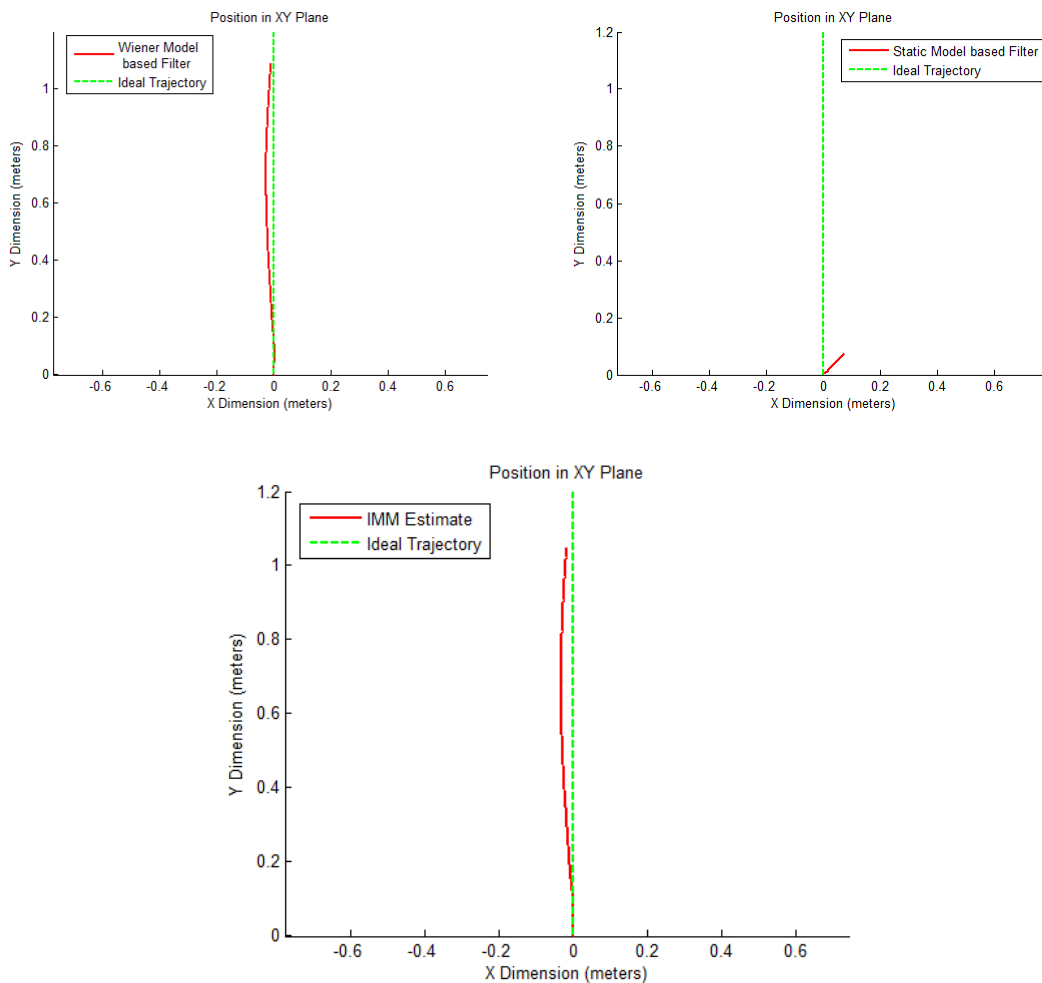 Position in XY Plane
Wiener Model
based Filter
Ideal Trajectory
Y Dimension (meters)
1
0.8
0.6
0.4
0.2
0
-0.6 -0.4 -0.2 0 0.2 0.4 0.6
X Dimension (meters)
Position in XY Plane
Static Model based Filter
Ideal Trajectory
Y Dimension (meters)
1.2
1
0.8
0.6
0.4
0.2
0
-0.6 -0.4 -0.2 0 0.2 0.4 0.6
X Dimension (meters)
Position in XY Plane
IMM Estimate
Ideal Trajectory
Y Dimension (meters)
1.2
1
0.8
0.6
0.4
0.2
0
-0.6 -0.4 -0.2 0 0.2 0.4 0.6
X Dimension (meters)